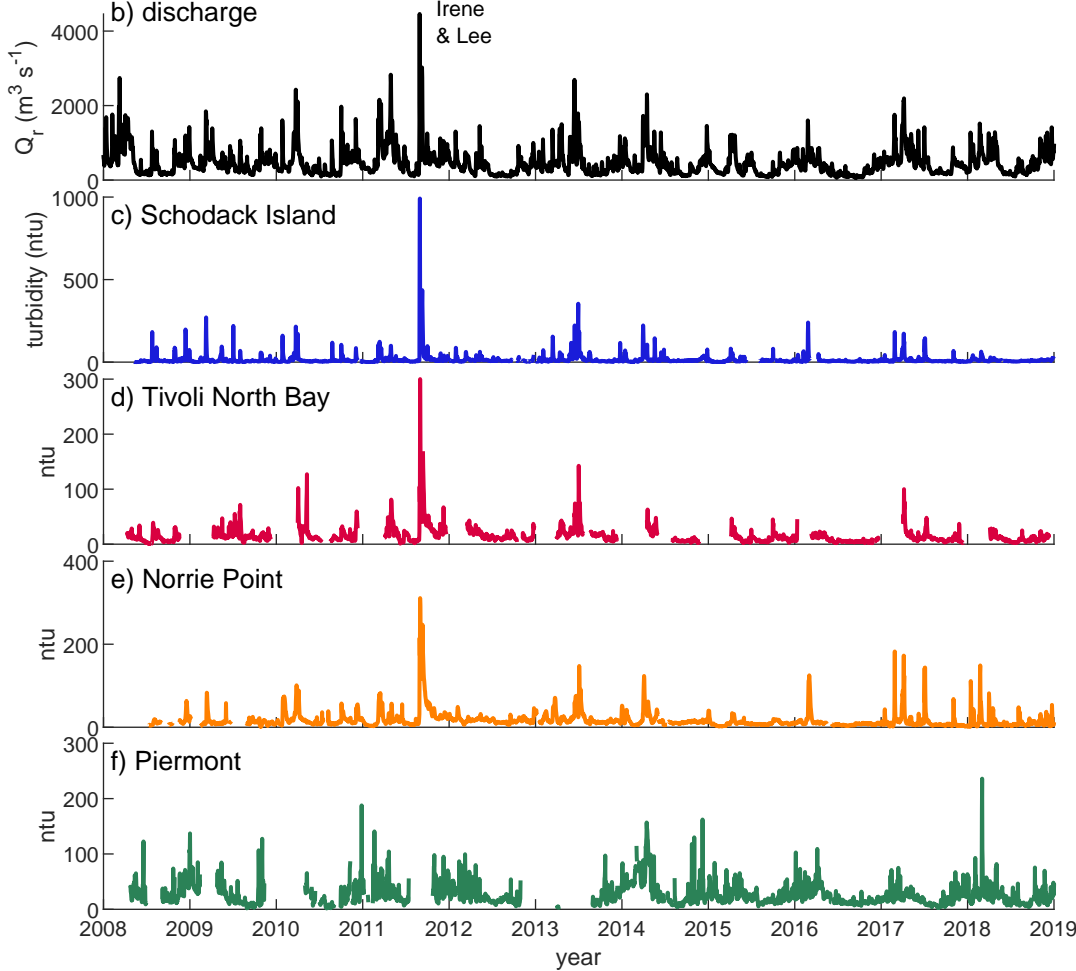 b) discharge
Irene
& Lee
Q_r (m³ s⁻¹)
4000
2000
0
c) Schodack Island
turbidity (ntu)
1000
500
0
d) Tivoli North Bay
ntu
300
200
100
0
e) Norrie Point
ntu
400
200
0
f) Piermont
ntu
300
200
100
0
2008 2009 2010 2011 2012 2013 2014 2015 2016 2017 2018 2019
year